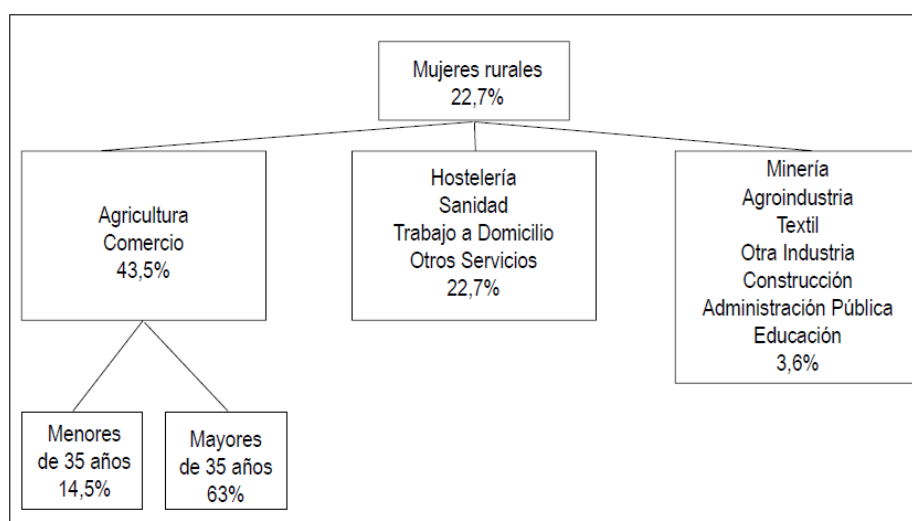 Mujeres rurales
22,7%
Agricultura
Comercio
43,5%
Hostelería
Sanidad
Trabajo a Domicilio
Otros Servicios
22,7%
Minería
Agroindustria
Textil
Otra Industria
Construcción
Administración Pública
Educación
3,6%
Menores
de 35 años
14,5%
Mayores
de 35 años
63%